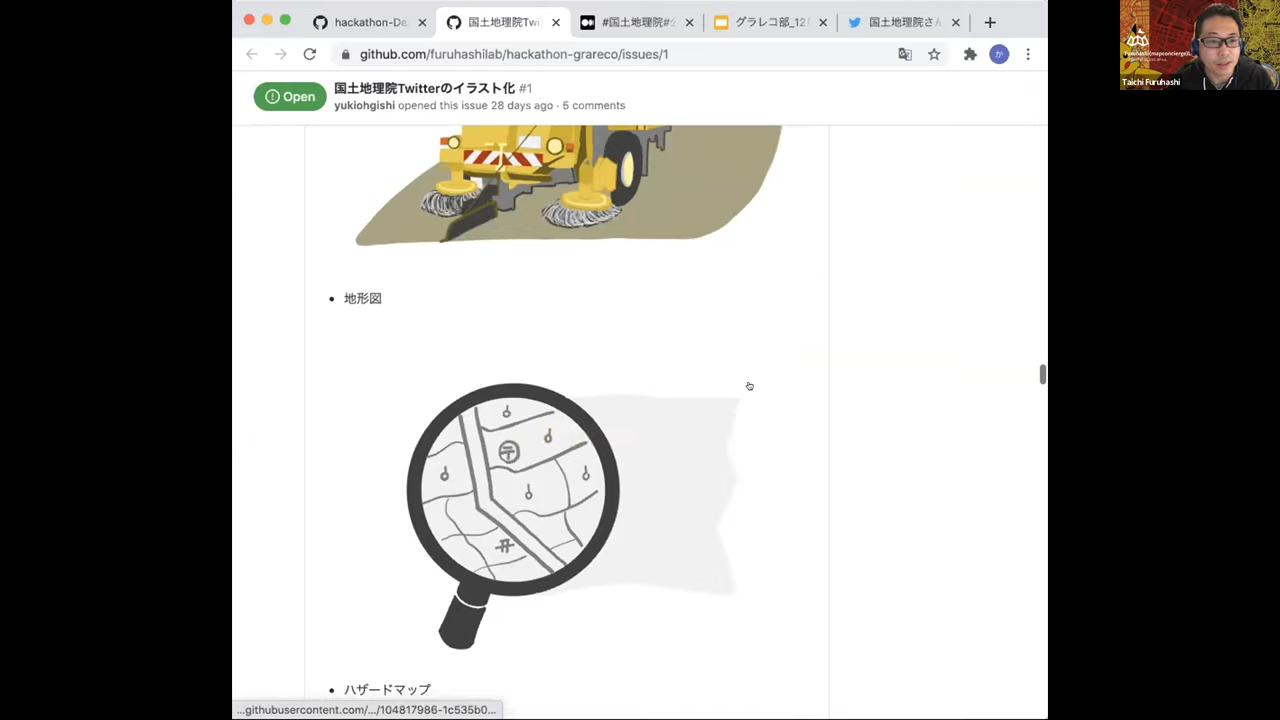 hackathon-De
国土地理院Twi
#国土地理院#
グラレコ部_12
国土地理院さん
github.com/furuhashilab/hackathon-grareco/issues/1
Open
国土地理院Twitterのイラスト化 #1
yukiohgishi opened this issue 28 days ago · 5 comments
地形図
ハザードマップ
...githubusercontent.com/.../104817986-1c535b0...
Taichi Furuhashi